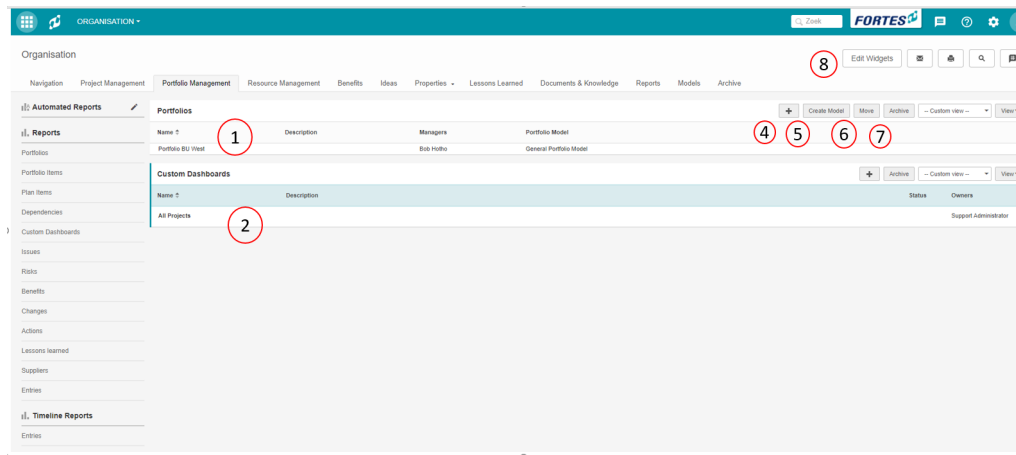 ORGANISATION
Zoek
FORTES
Organisation
8
Edit Widgets
Navigation Project Management Portfolio Management Resource Management Benefits Ideas Properties Lessons Learned Documents & Knowledge Reports Models Archive
Automated Reports
Reports
Portfolios
Portfolio Items
Plan Items
Dependencies
Custom Dashboards
Issues
Risks
Benefits
Changes
Actions
Lessons learned
Suppliers
Entries
Timeline Reports
Entries
Portfolios
+ Create Model Move Archive -- Custom view -- View
4 5 6 7
Name Description Managers Portfolio Model
1
Portfolio BU West Bob Hotho General Portfolio Model
Custom Dashboards
+ Archive -- Custom view -- View
Name Description Status Owners
All Projects Support Administrator
2